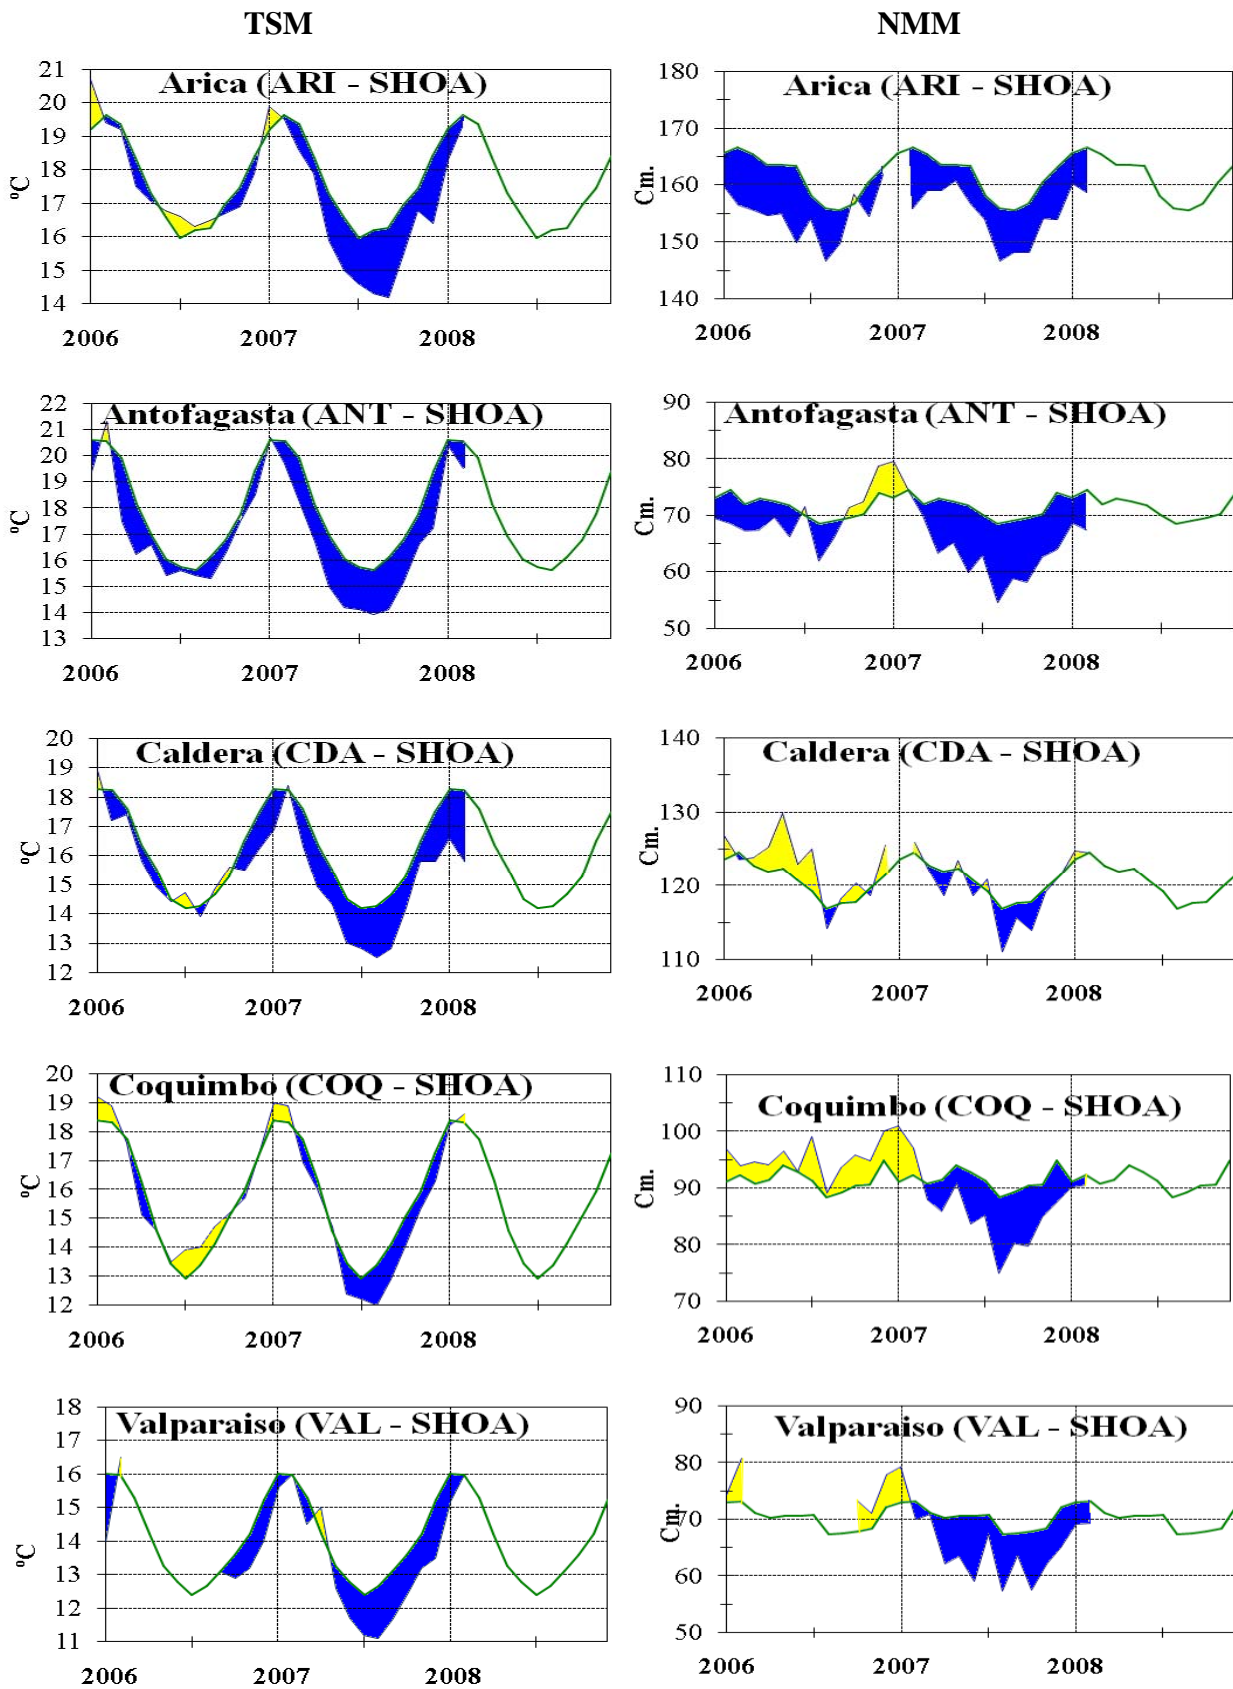 TSM
NMM
Arica (ARI - SHOA)
21
20
19
18
17
16
15
14
ºC
2006 2007 2008
Arica (ARI - SHOA)
180
170
160
150
140
Cm.
2006 2007 2008
Antofagasta (ANT - SHOA)
22
21
20
19
18
17
16
15
14
13
ºC
2006 2007 2008
Antofagasta (ANT - SHOA)
90
80
70
60
50
Cm.
2006 2007 2008
Caldera (CDA - SHOA)
20
19
18
17
16
15
14
13
12
ºC
2006 2007 2008
Caldera (CDA - SHOA)
140
130
120
110
Cm.
2006 2007 2008
Coquimbo (COQ - SHOA)
20
19
18
17
16
15
14
13
12
ºC
2006 2007 2008
Coquimbo (COQ - SHOA)
110
100
90
80
70
Cm.
2006 2007 2008
Valparaiso (VAL - SHOA)
18
17
16
15
14
13
12
11
ºC
2006 2007 2008
Valparaiso (VAL - SHOA)
90
80
70
60
50
Cm.
2006 2007 2008